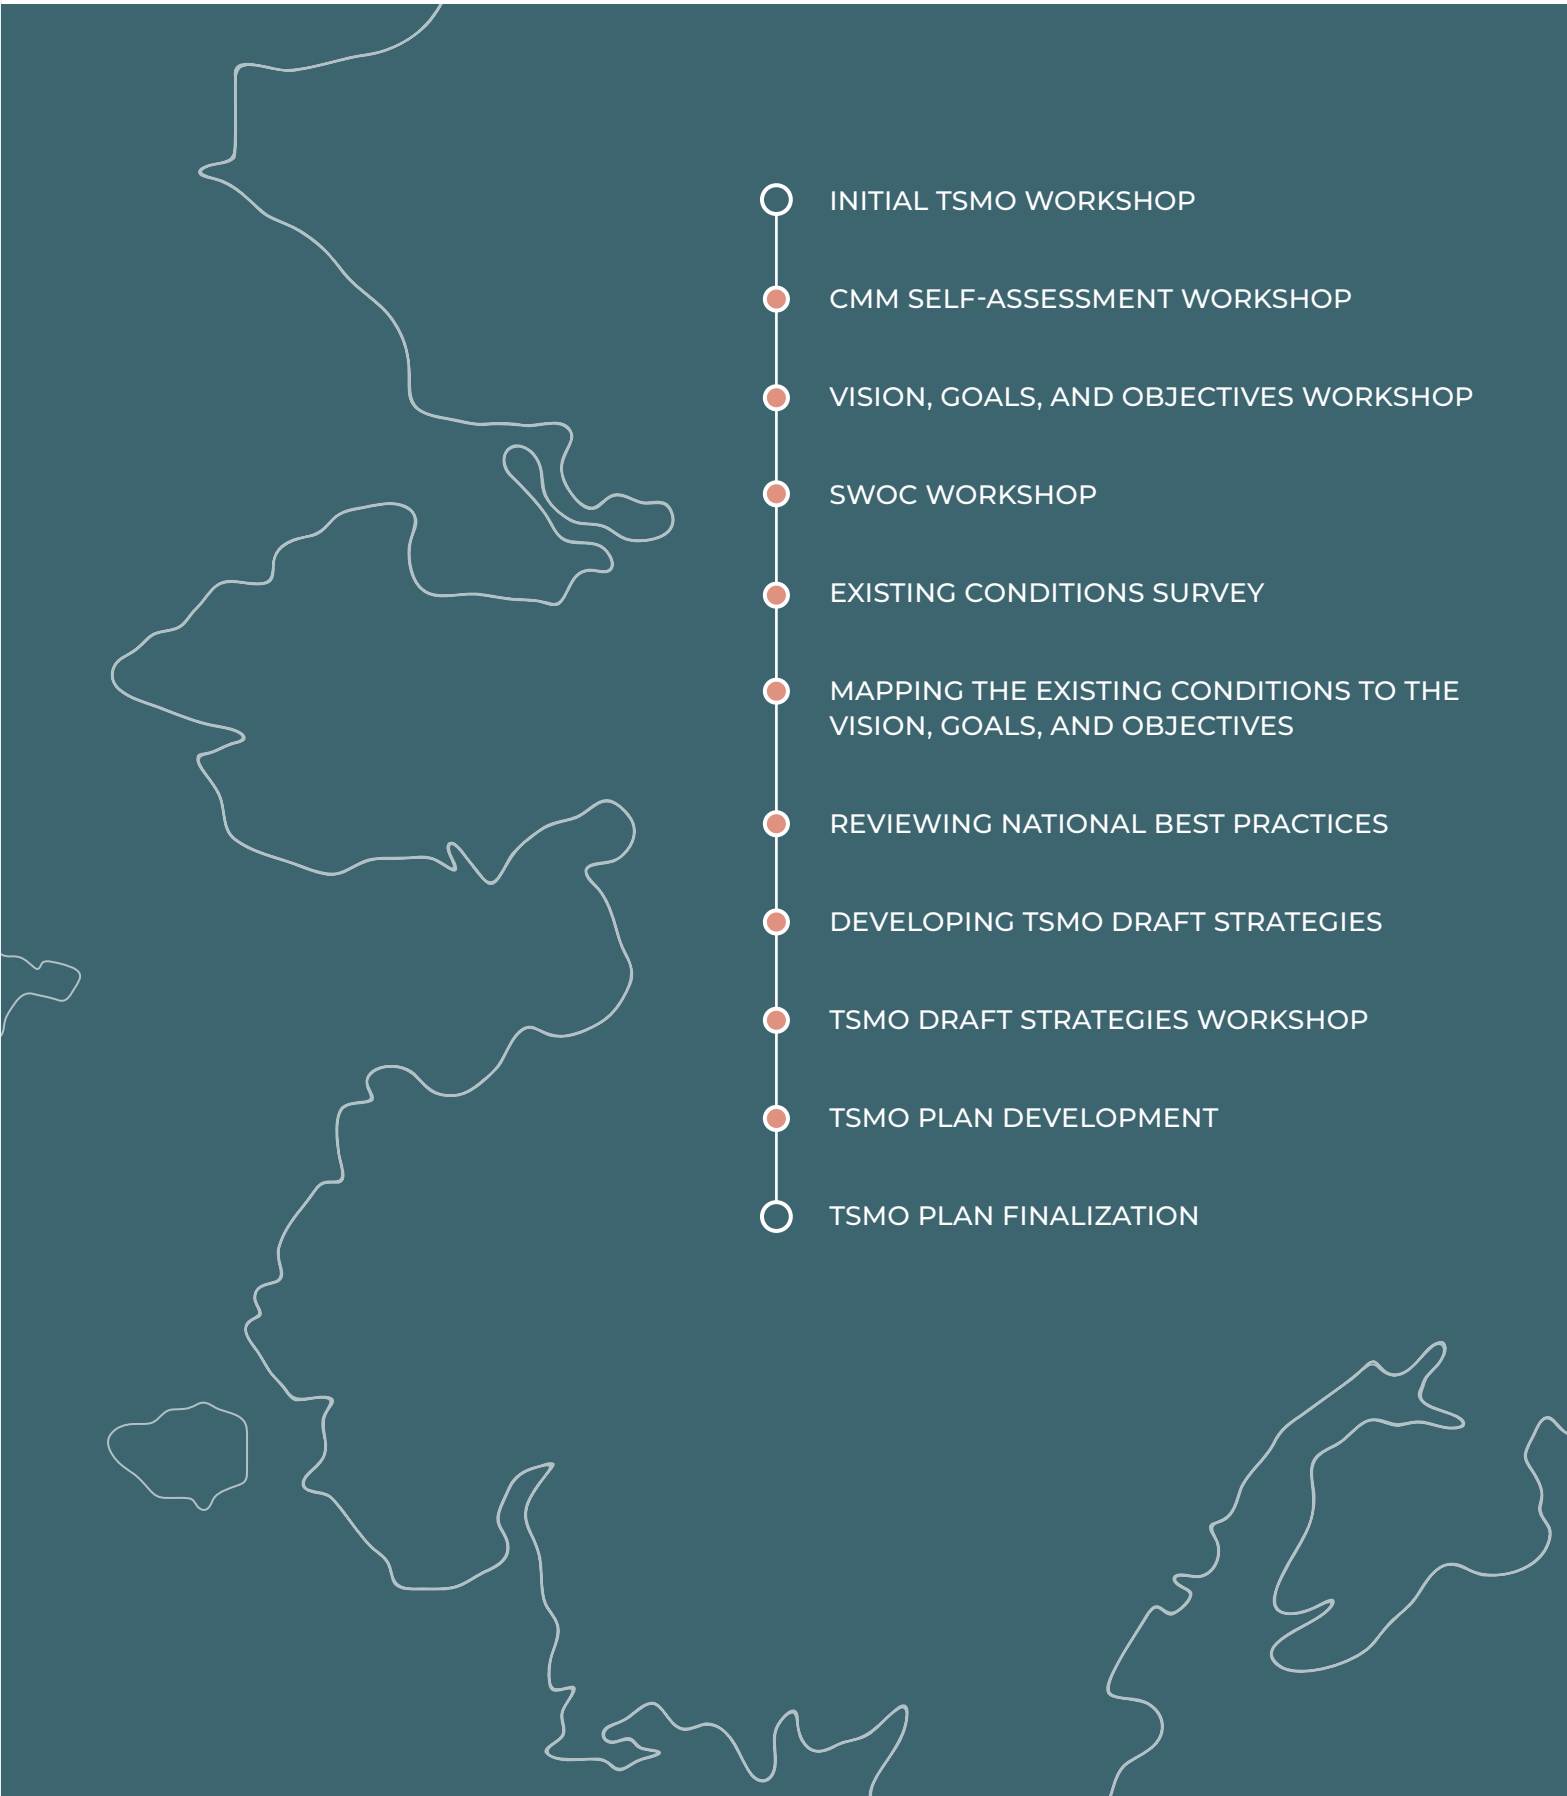 INITIAL TSMO WORKSHOP
CMM SELF-ASSESSMENT WORKSHOP
VISION, GOALS, AND OBJECTIVES WORKSHOP
SWOC WORKSHOP
EXISTING CONDITIONS SURVEY
MAPPING THE EXISTING CONDITIONS TO THE
VISION, GOALS, AND OBJECTIVES
REVIEWING NATIONAL BEST PRACTICES
DEVELOPING TSMO DRAFT STRATEGIES
TSMO DRAFT STRATEGIES WORKSHOP
TSMO PLAN DEVELOPMENT
TSMO PLAN FINALIZATION